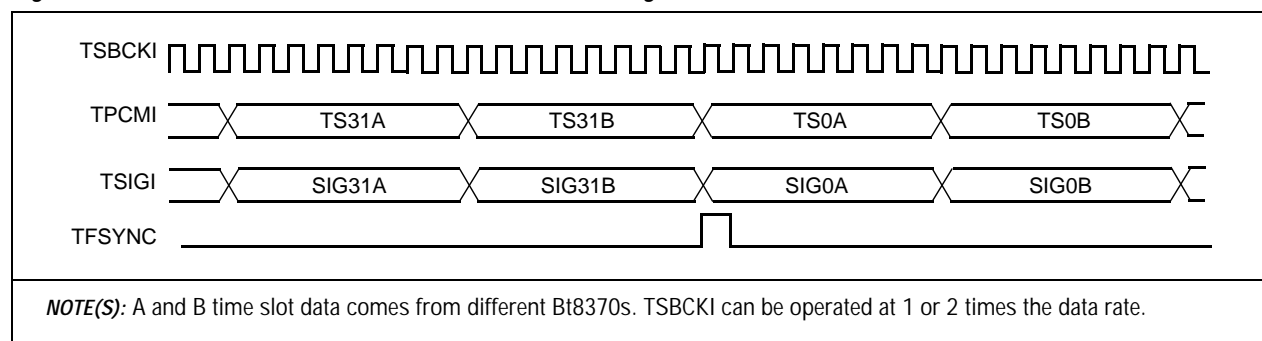 TSBCKI
TPCMI TS31A TS31B TS0A TS0B
TSIGI SIG31A SIG31B SIG0A SIG0B
TFSYNC
NOTE(S): A and B time slot data comes from different Bt8370s. TSBCKI can be operated at 1 or 2 times the data rate.